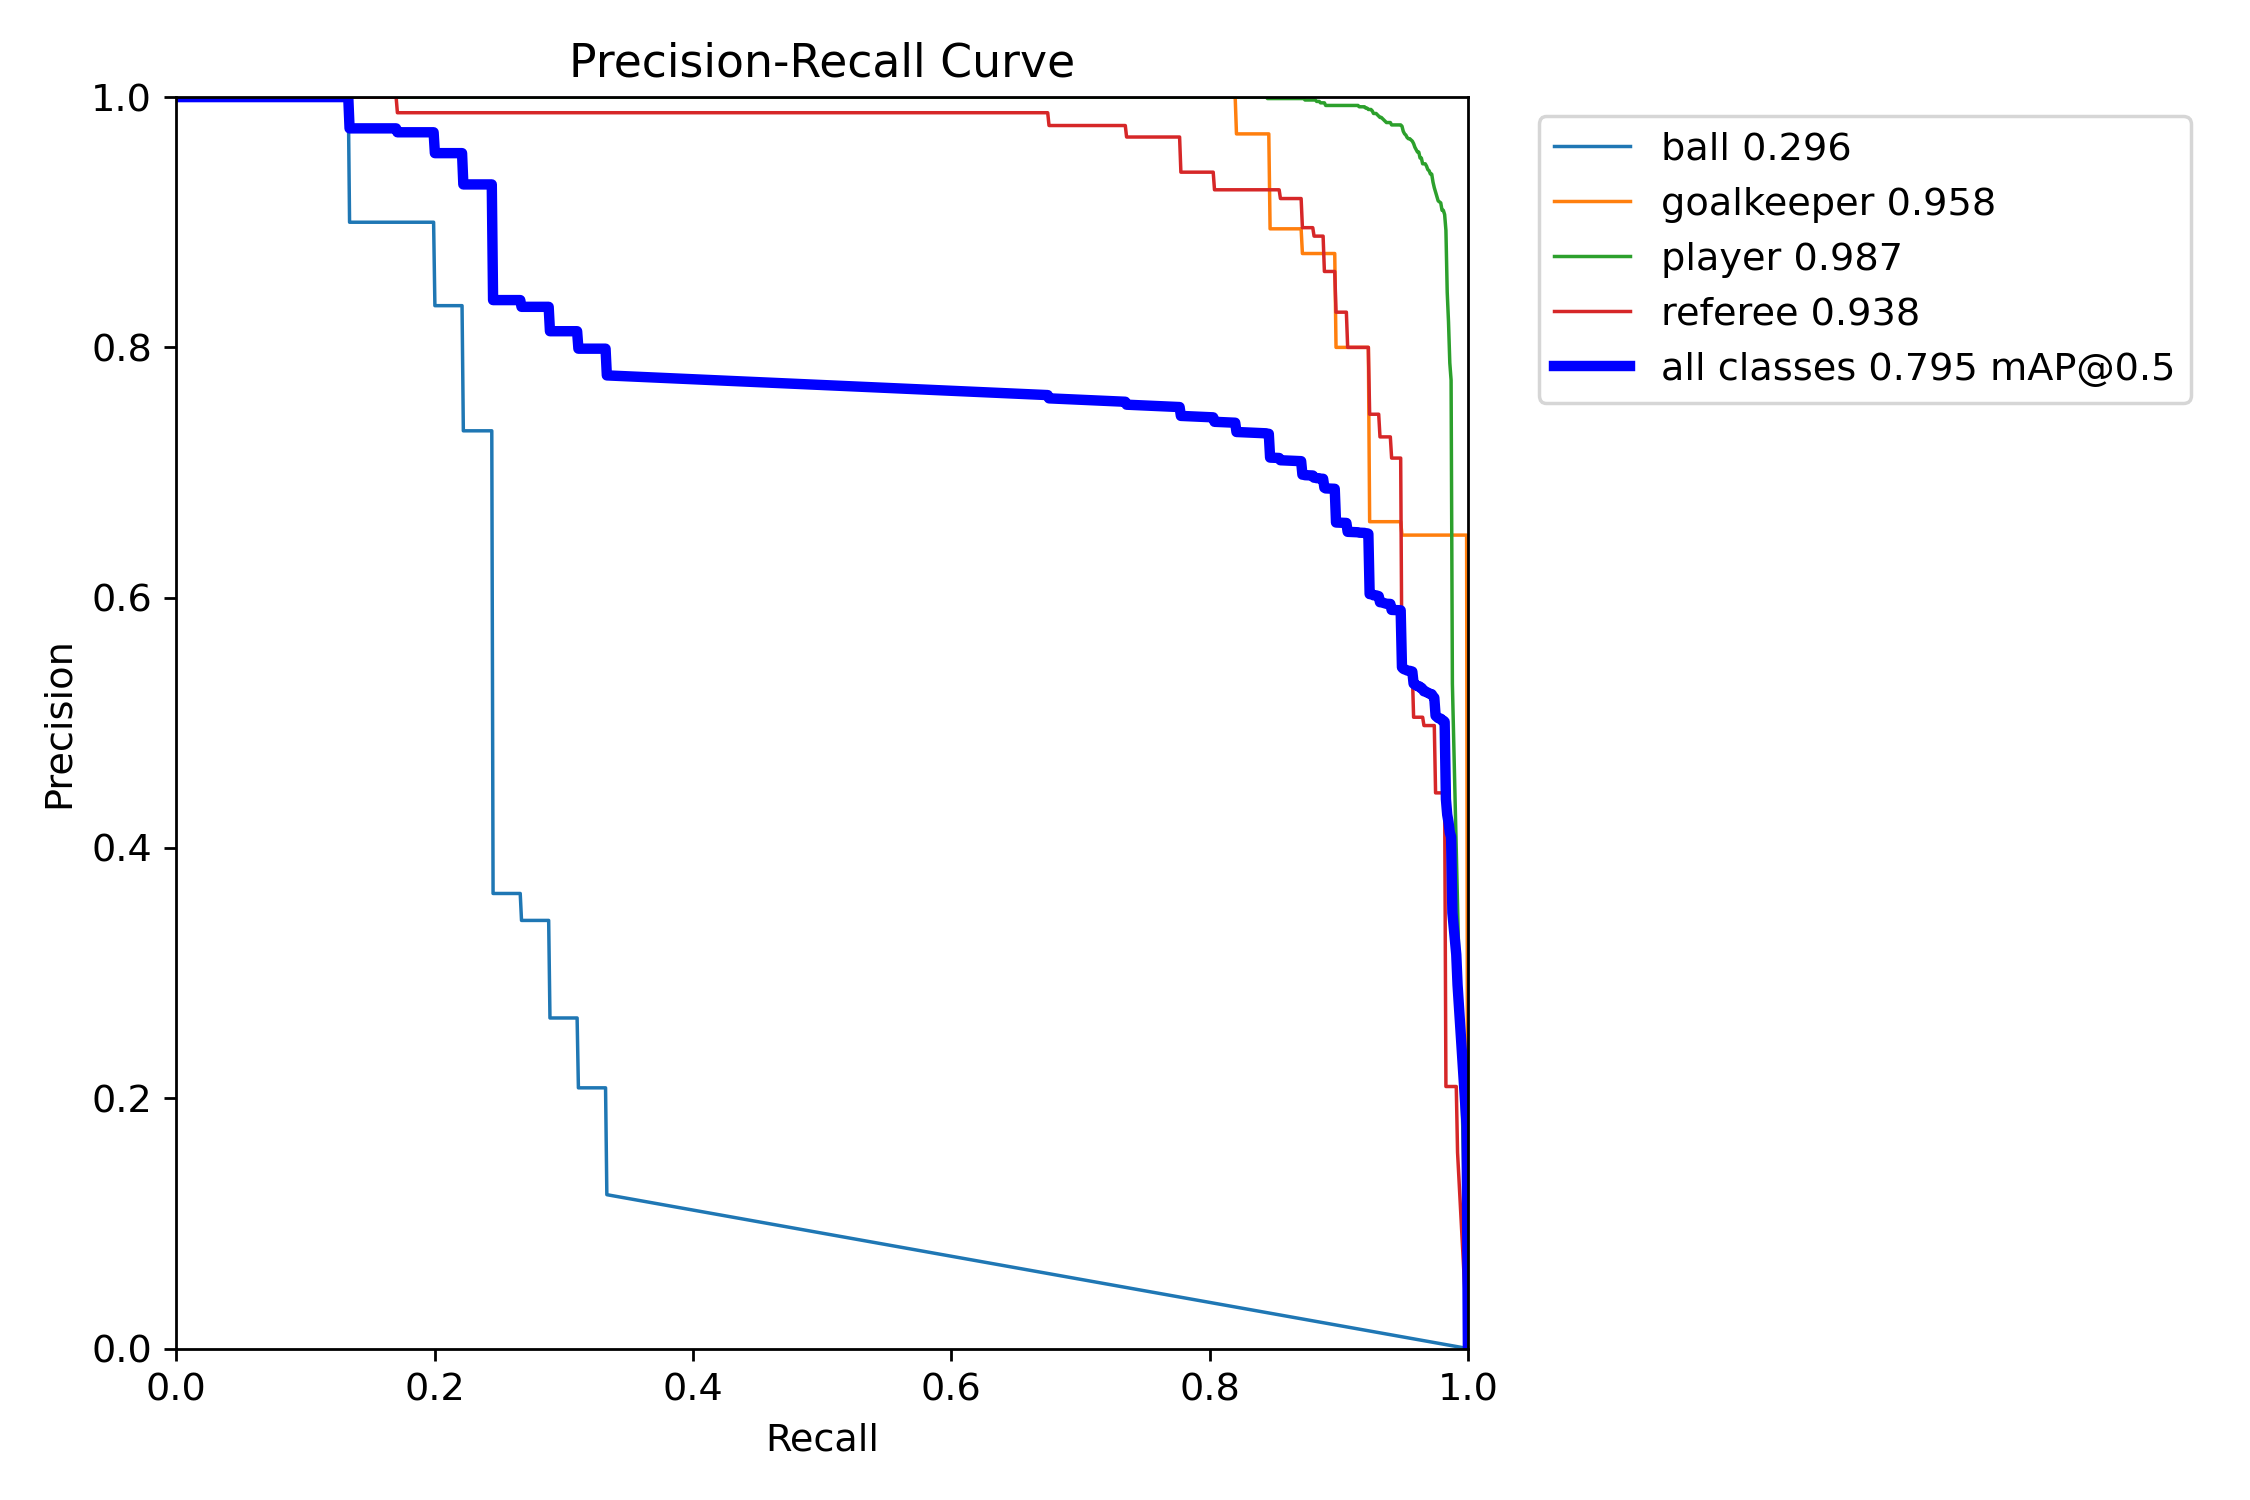 Precision-Recall Curve
1.0
0.8
0.6
0.4
0.2
0.0
Precision
0.0 0.2 0.4 0.6 0.8 1.0
Recall
ball 0.296
goalkeeper 0.958
player 0.987
referee 0.938
all classes 0.795 mAP@0.5